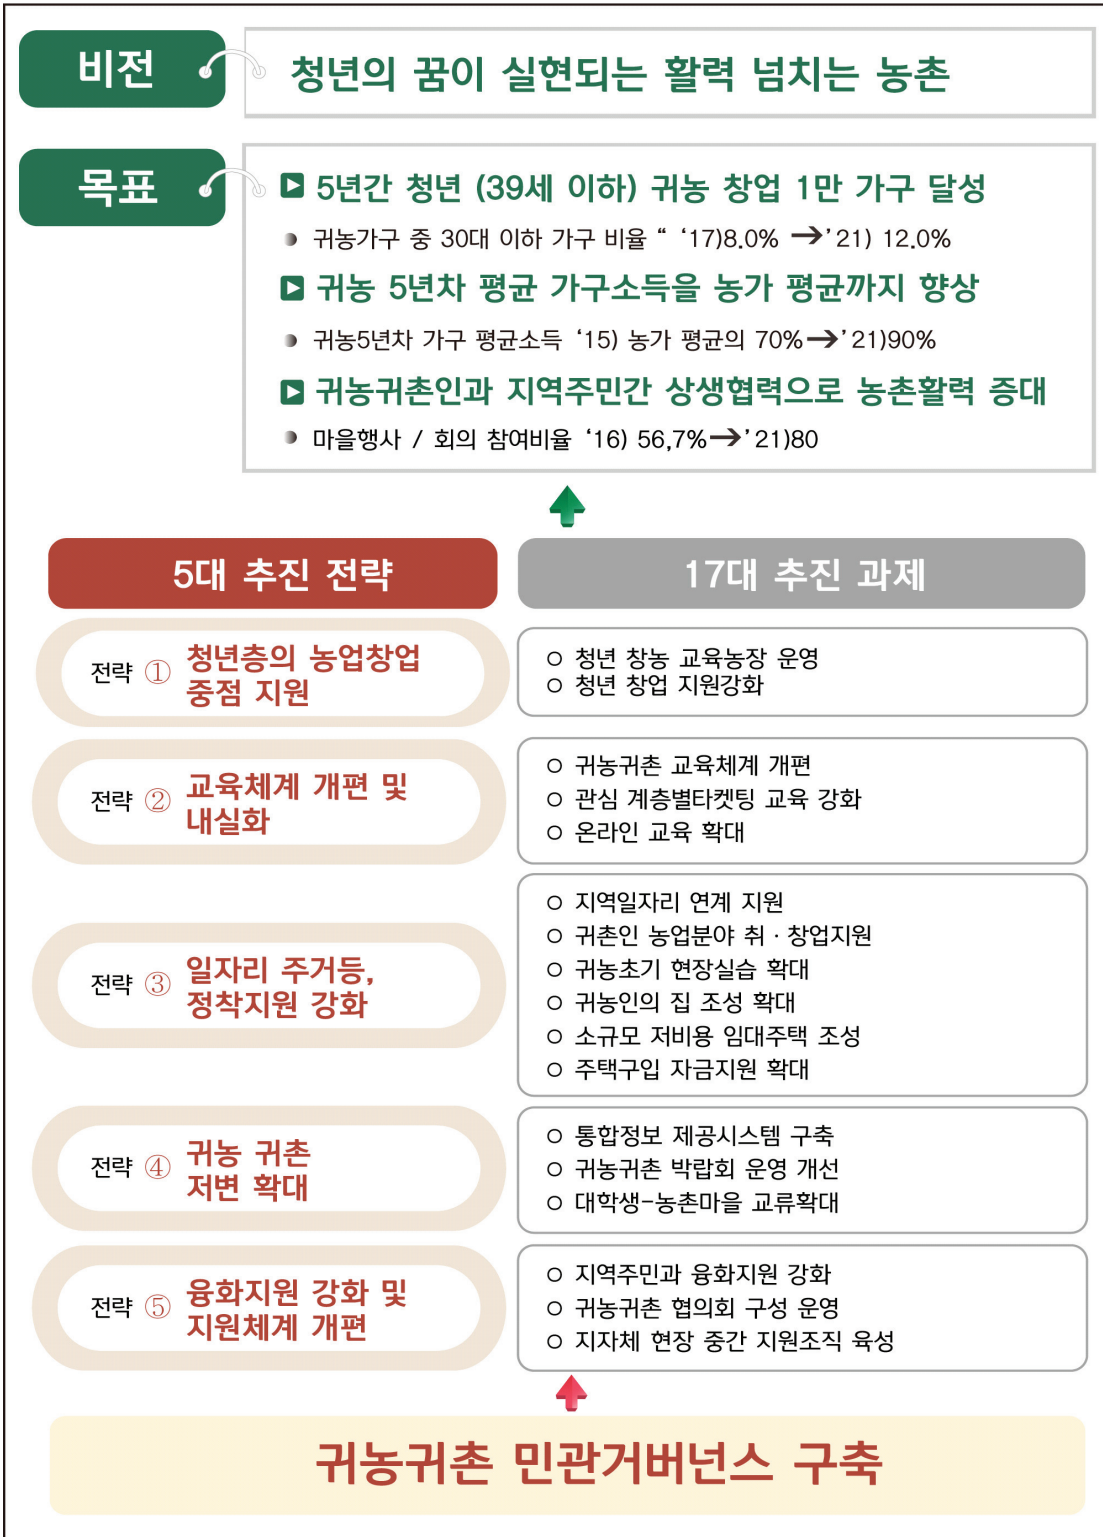 비전
청년의 꿈이 실현되는 활력 넘치는 농촌
목표
5년간 청년 (39세 이하) 귀농 창업 1만 가구 달성
귀농가구 중 30대 이하 가구 비율 “ ‘17)8.0% ➔’21) 12.0%
귀농 5년차 평균 가구소득을 농가 평균까지 향상
귀농5년차 가구 평균소득 ‘15) 농가 평균의 70%➔’21)90%
귀농귀촌인과 지역주민간 상생협력으로 농촌활력 증대
마을행사 / 회의 참여비율 ‘16) 56,7%➔’21)80
5대 추진 전략
17대 추진 과제
전략 ① 청년층의 농업창업
중점 지원
○ 청년 창농 교육농장 운영
○ 청년 창업 지원강화
전략 ② 교육체계 개편 및
내실화
○ 귀농귀촌 교육체계 개편
○ 관심 계층별타켓팅 교육 강화
○ 온라인 교육 확대
전략 ③ 일자리 주거등,
정착지원 강화
○ 지역일자리 연계 지원
○ 귀촌인 농업분야 취 · 창업지원
○ 귀농초기 현장실습 확대
○ 귀농인의 집 조성 확대
○ 소규모 저비용 임대주택 조성
○ 주택구입 자금지원 확대
전략 ④ 귀농 귀촌
저변 확대
○ 통합정보 제공시스템 구축
○ 귀농귀촌 박랍회 운영 개선
○ 대학생-농촌마을 교류확대
전략 ⑤ 융화지원 강화 및
지원체계 개편
○ 지역주민과 융화지원 강화
○ 귀농귀촌 협의회 구성 운영
○ 지자체 현장 중간 지원조직 육성
귀농귀촌 민관거버넌스 구축